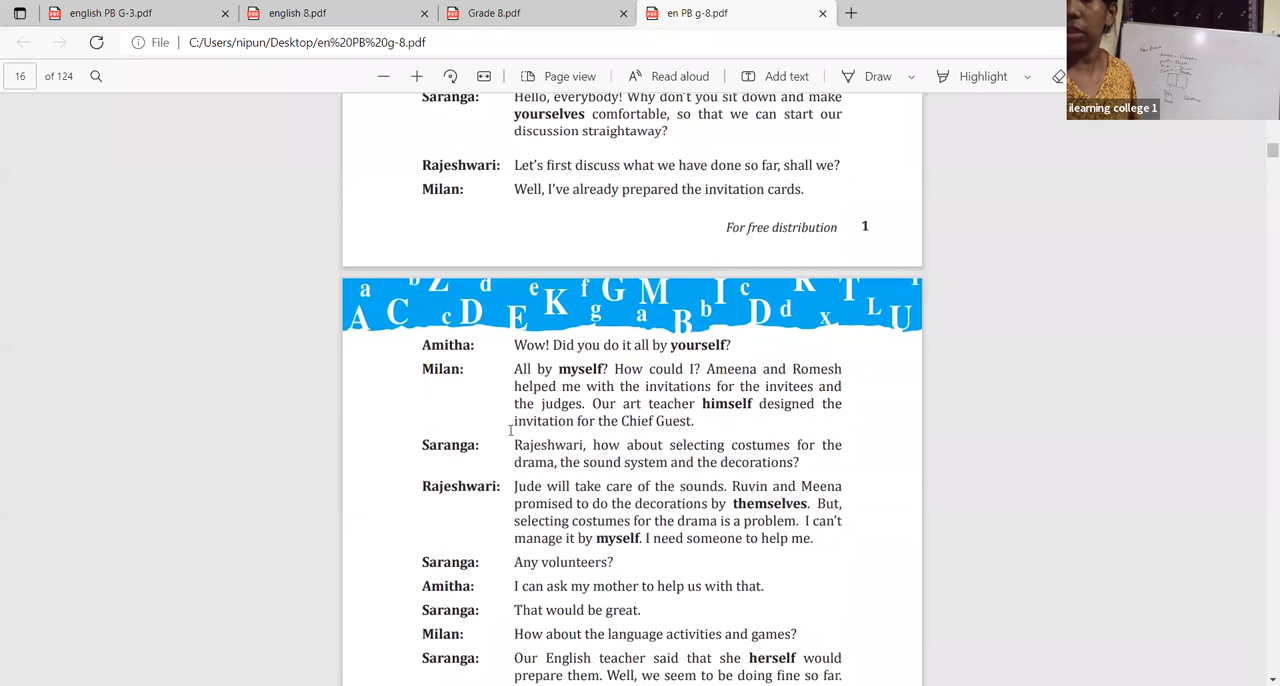 english PB G-3.pdf
english 8.pdf
Grade 8.pdf
en PB g-8.pdf
File
C:/Users/nipun/Desktop/en%20PB%20g-8.pdf
16 of 124
Page view
Read aloud
Add text
Draw
Highlight
ilearning college 1
Saranga: Hello, everybody! Why don't you sit down and make
yourselves comfortable, so that we can start our
discussion straightaway?
Rajeshwari: Let's first discuss what we have done so far, shall we?
Milan: Well, I've already prepared the invitation cards.
For free distribution 1
a b Z d e K f G M I c R T
A C c D E g a B b D d x L U
Amitha: Wow! Did you do it all by yourself?
Milan: All by myself? How could I? Ameena and Romesh
helped me with the invitations for the invitees and
the judges. Our art teacher himself designed the
invitation for the Chief Guest.
Saranga: Rajeshwari, how about selecting costumes for the
drama, the sound system and the decorations?
Rajeshwari: Jude will take care of the sounds. Ruvin and Meena
promised to do the decorations by themselves. But,
selecting costumes for the drama is a problem. I can't
manage it by myself. I need someone to help me.
Saranga: Any volunteers?
Amitha: I can ask my mother to help us with that.
Saranga: That would be great.
Milan: How about the language activities and games?
Saranga: Our English teacher said that she herself would
prepare them. Well, we seem to be doing fine so far.